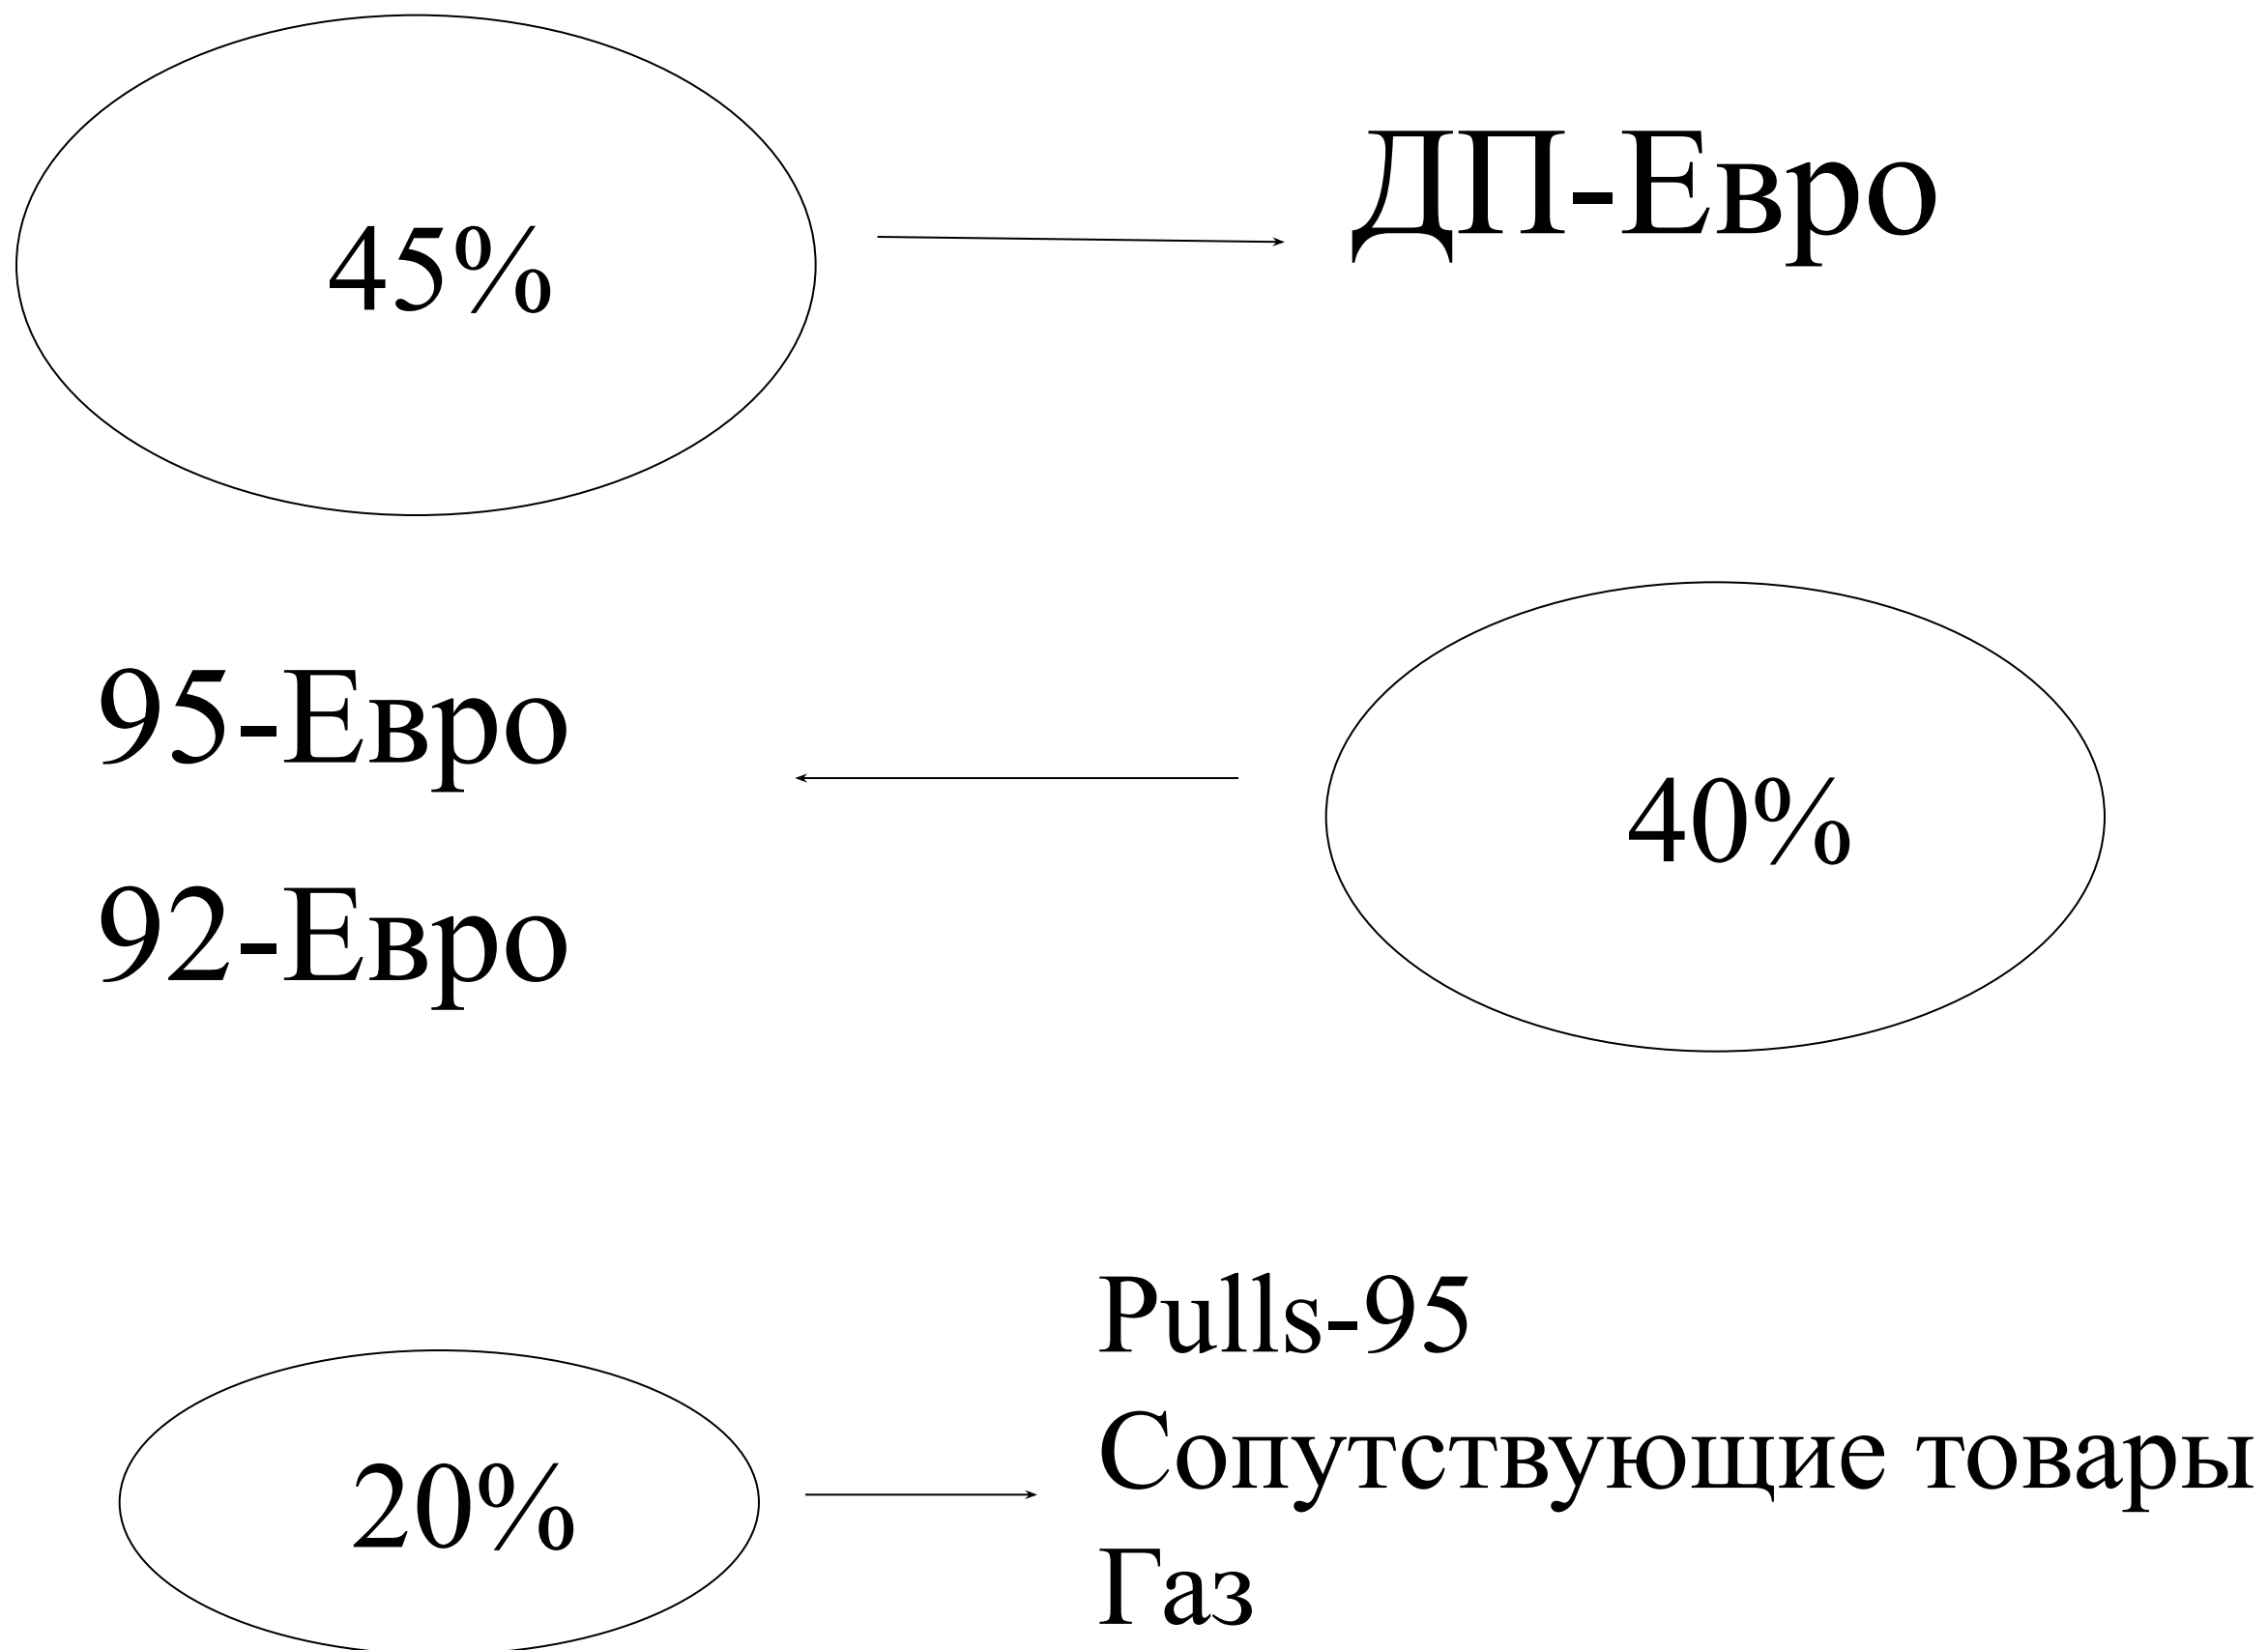 45%
ДП-Евро
95-Евро
40%
92-Евро
Pulls-95
Сопутствующие товары
20%
Газ